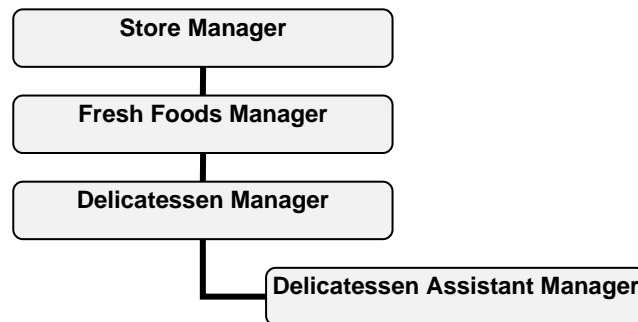 Store Manager
Fresh Foods Manager
Delicatessen Manager
Delicatessen Assistant Manager